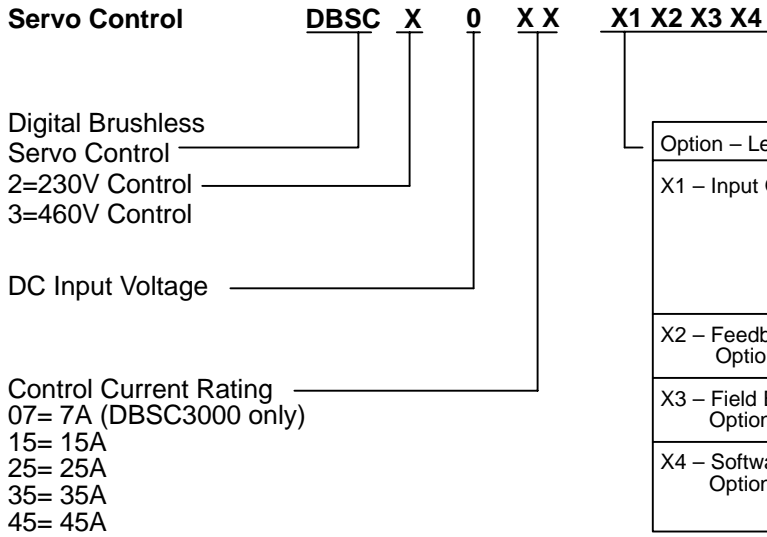 Servo Control DBSC X 0 X X X1 X2 X3 X4
Digital Brushless
Servo Control
2=230V Control
3=460V Control
DC Input Voltage
Control Current Rating
07= 7A (DBSC3000 only)
15= 15A
25= 25A
35= 35A
45= 45A
Option –
X1 – Input
X2 –
X3 – Field
X4 –